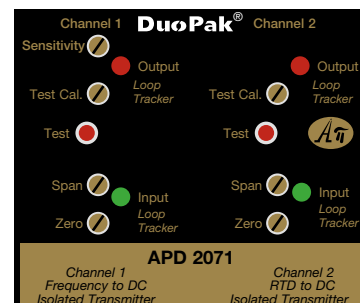 Channel 1 DuoPak® Channel 2
Sensitivity
Output Output
Test Cal. Loop Tracker Test Cal. Loop Tracker
Test Test
Span Span
Input Input
Zero Loop Tracker Zero Loop Tracker
APD 2071
Channel 1 Channel 2
Frequency to DC RTD to DC
Isolated Transmitter Isolated Transmitter